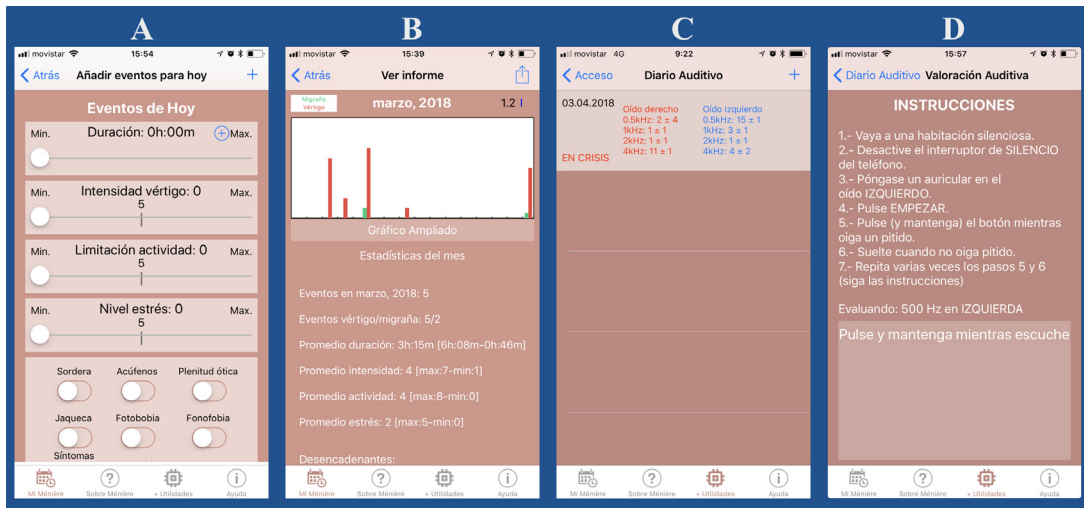 A
movistar 15:54
Atrás Añadir eventos para hoy +
Eventos de Hoy
Min. Duración: 0h:00m Max.
Min. Intensidad vértigo: 0 Max.
5
Min. Limitación actividad: 0 Max.
5
Min. Nivel estrés: 0 Max.
5
Sordera Acúfenos Plenitud ótica
Jaqueca Fotobobia Fonofobia
Síntomas
Mi Ménière Sobre Ménière + Utilidades Ayuda
B
movistar 15:39
Atrás Ver informe
Migraña
Vértigo
marzo, 2018 1.2 I
Gráfico Ampliado
Estadísticas del mes
Eventos en marzo, 2018: 5
Eventos vértigo/migraña: 5/2
Promedio duración: 3h:15m [6h:08m-0h:46m]
Promedio intensidad: 4 [max:7-min:1]
Promedio actividad: 4 [max:8-min:0]
Promedio estrés: 2 [max:5-min:0]
Desencadenantes:
Mi Ménière Sobre Ménière + Utilidades Ayuda
C
movistar 4G 9:22
Acceso Diario Auditivo +
03.04.2018
Oído derecho
0.5kHz: 2 ± 4
1kHz: 1 ± 1
2kHz: 1 ± 1
4kHz: 11 ± 1
Oído izquierdo
0.5kHz: 15 ± 1
1kHz: 3 ± 1
2kHz: 1 ± 1
4kHz: 4 ± 2
EN CRISIS
Mi Ménière Sobre Ménière + Utilidades Ayuda
D
movistar 15:57
Diario Auditivo Valoración Auditiva
INSTRUCCIONES
1.- Vaya a una habitación silenciosa.
2.- Desactive el interruptor de SILENCIO
del teléfono.
3.- Póngase un auricular en el
oído IZQUIERDO.
4.- Pulse EMPEZAR.
5.- Pulse (y mantenga) el botón mientras
oiga un pitido.
6.- Suelte cuando no oiga pitido.
7.- Repita varias veces los pasos 5 y 6
(siga las instrucciones)
Evaluando: 500 Hz en IZQUIERDA
Pulse y mantenga mientras escuche
Mi Ménière Sobre Ménière + Utilidades Ayuda